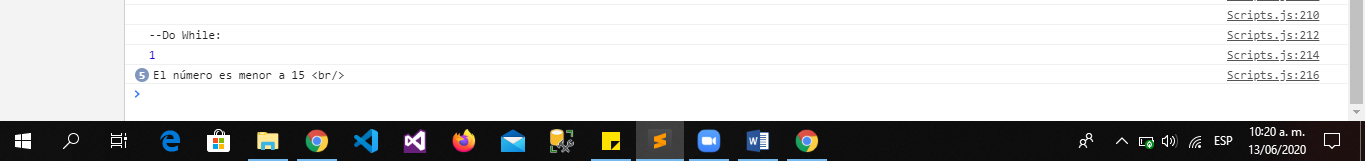 Scripts.js:210
--Do While: Scripts.js:212
1 Scripts.js:214
5 El número es menor a 15 <br/> Scripts.js:216
>
ESP 10:20 a. m.
13/06/2020